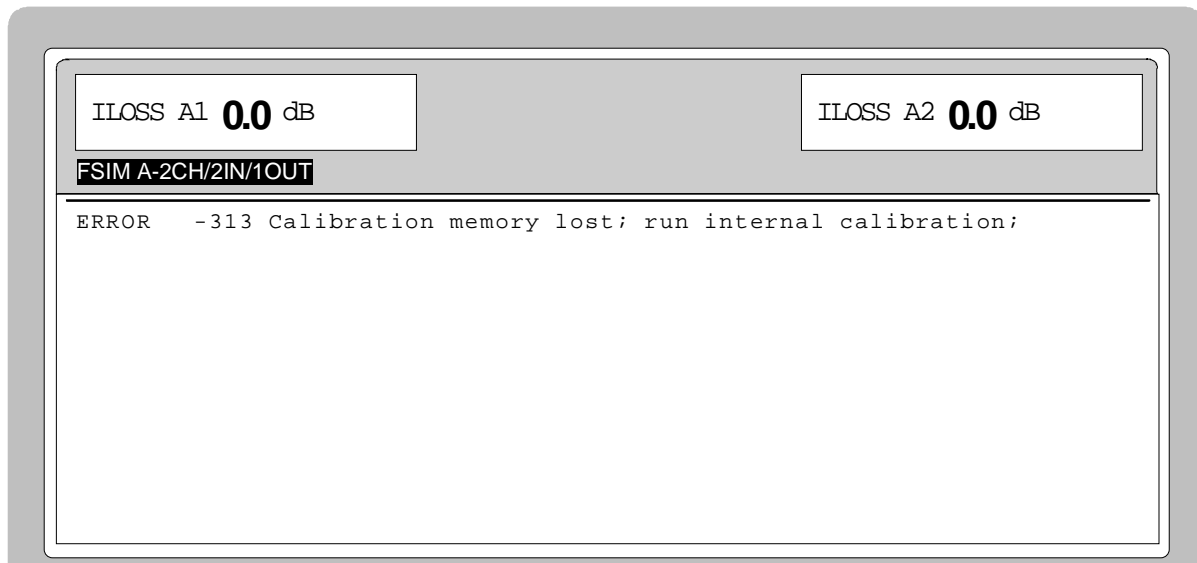 ILOSS A1 0.0 dB
ILOSS A2 0.0 dB
FSIM A-2CH/2IN/1OUT
ERROR -313 Calibration memory lost; run internal calibration;